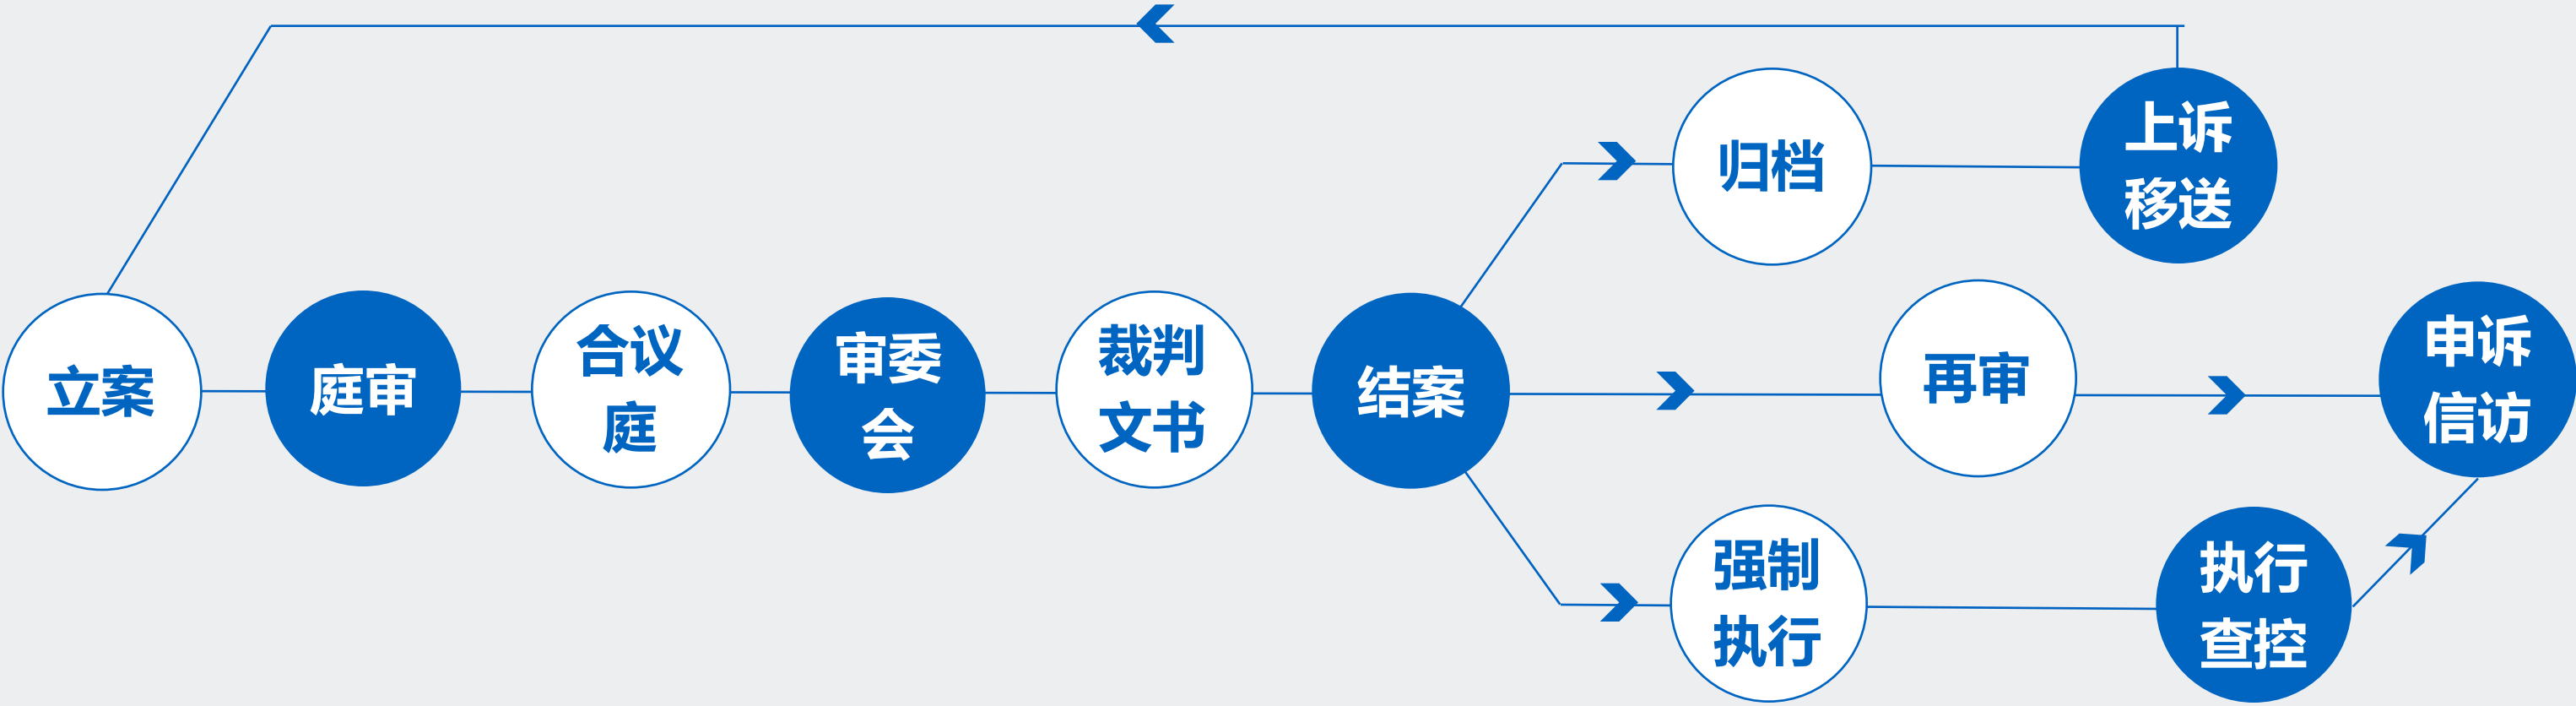 归档
上诉
移送
立案
庭审
合议
庭
审委
会
裁判
文书
结案
再审
申诉
信访
强制
执行
执行
查控